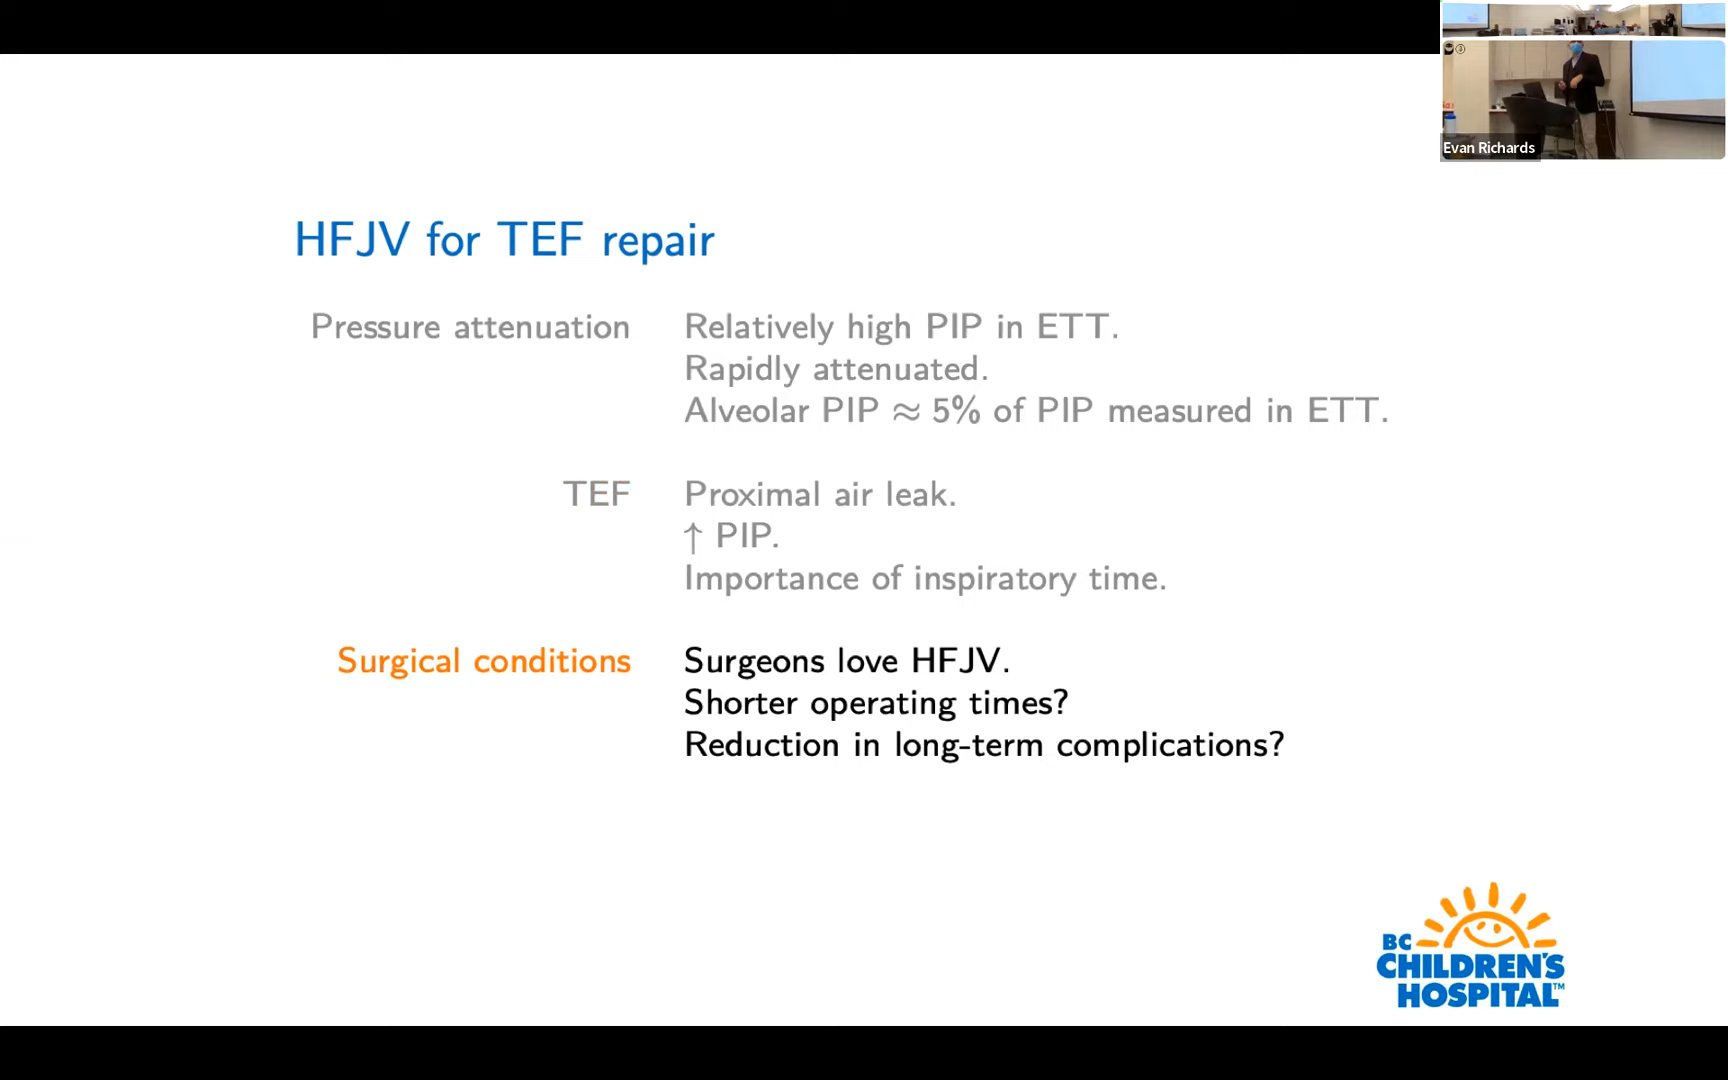 Evan Richards
HFJV for TEF repair
Pressure attenuation
Relatively high PIP in ETT.
Rapidly attenuated.
Alveolar PIP ≈ 5% of PIP measured in ETT.
TEF
Proximal air leak.
↑ PIP.
Importance of inspiratory time.
Surgical conditions
Surgeons love HFJV.
Shorter operating times?
Reduction in long-term complications?
BC
CHILDREN'S
HOSPITAL™